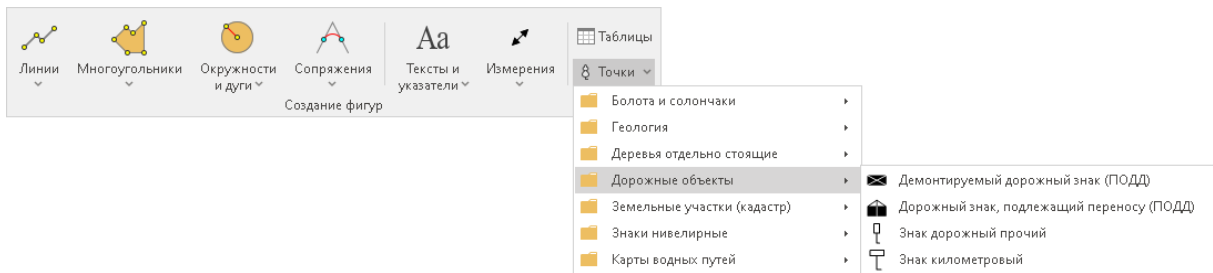 Линии
Многоугольники
Окружности
и дуги
Сопряжения
Aa
Тексты и
указатели
Измерения
Таблицы
Точки
Создание фигур
Болота и солончаки
Геология
Деревья отдельно стоящие
Дорожные объекты
Земельные участки (кадастр)
Знаки нивелирные
Карты водных путей
Демонтируемый дорожный знак (ПОДД)
Дорожный знак, подлежащий переносу (ПОДД)
Знак дорожный прочий
Знак километровый